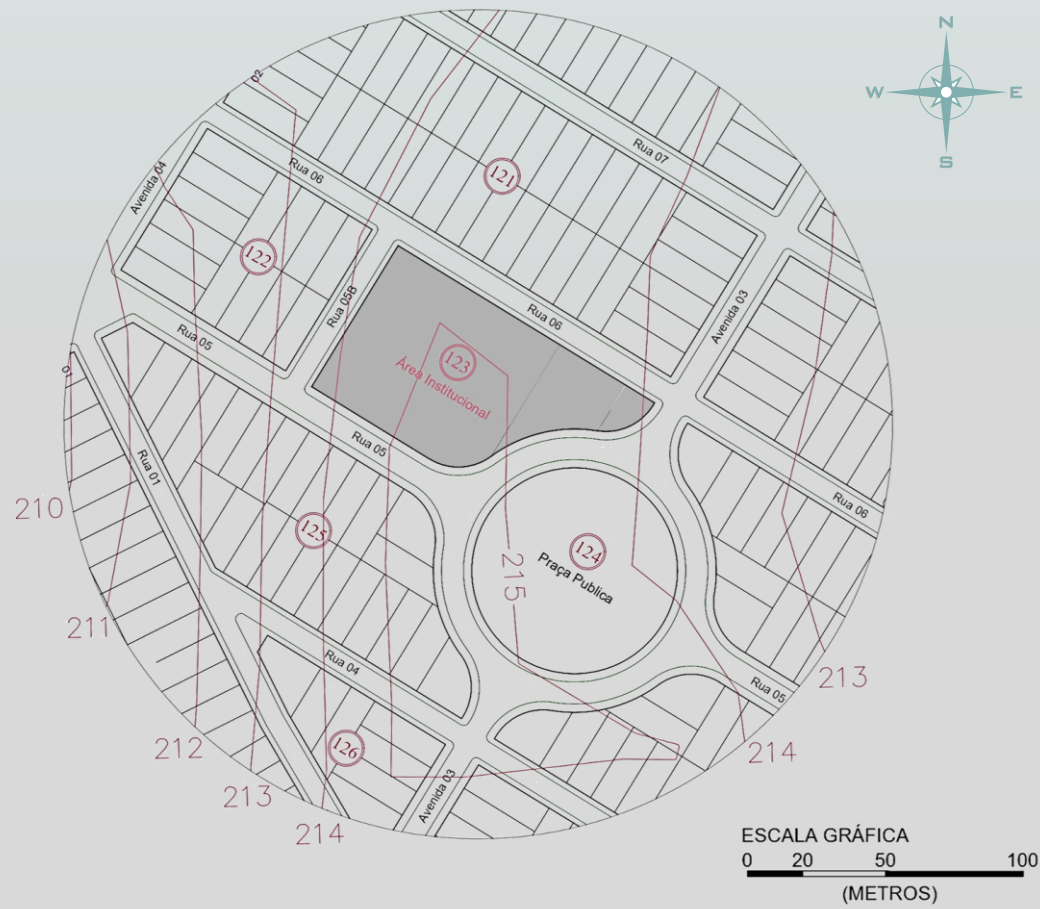 N
W E
S
02
Avenida 04
Rua 06
121
Rua 07
122
Rua 05B
Rua 06
Avenida 03
Rua 05
123
Área Institucional
01
Rua 01
Rua 05
Rua 06
210
125
215
124
Praça Publica
211
Rua 04
213
Rua 05
212
126
214
213
Avenida 03
214
ESCALA GRÁFICA
0 20 50 100
(METROS)